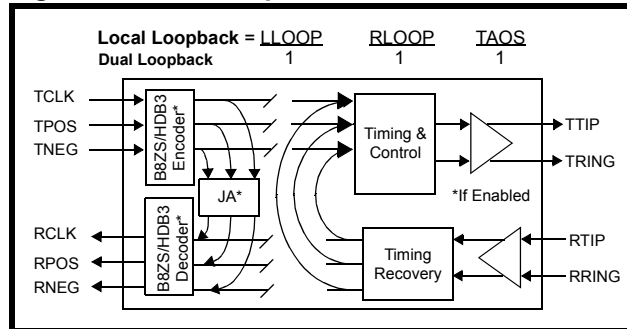 Local Loopback = LLOOP RLOOP TAOS
Dual Loopback 1 1 1
TCLK
TPOS
TNEG
B8ZS/HDB3
Encoder*
Timing &
Control
TTIP
TRING
JA*
*If Enabled
RCLK
RPOS
RNEG
B8ZS/HDB3
Decoder*
Timing
Recovery
RTIP
RRING